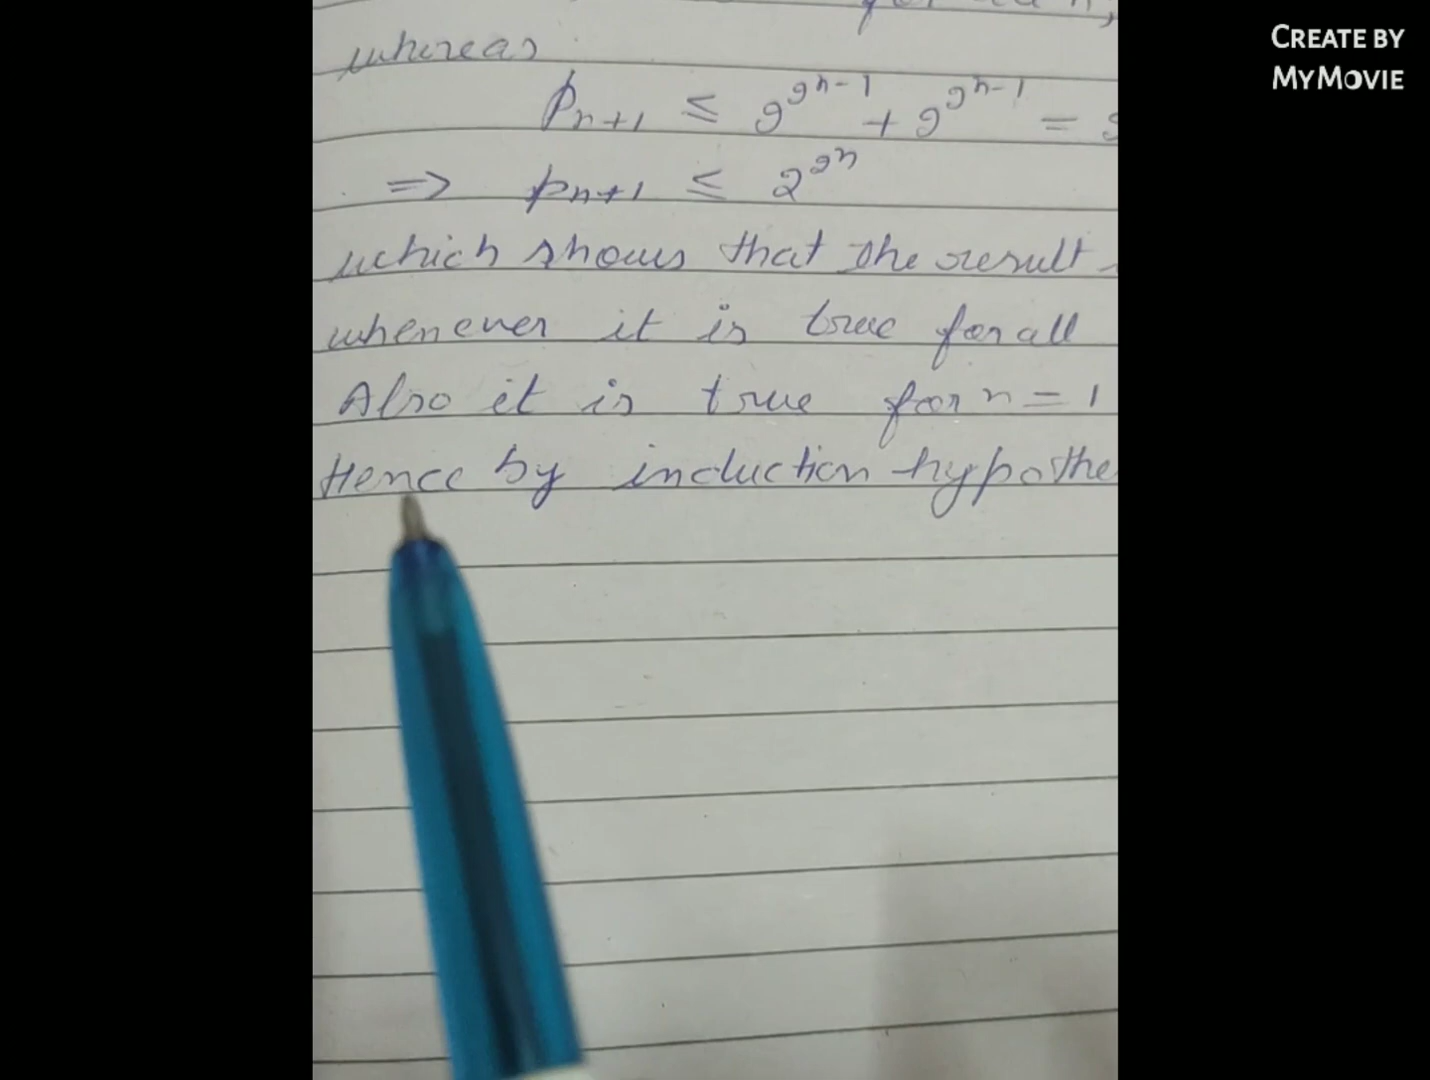 whereas
CREATE BY
MYMOVIE
Pn+1 ≤ 2^2^n-1 + 2^2^n-1 =
⇒ pn+1 ≤ 2^2^n
which shows that the result
whenever it is true for all
Also it is true for n = 1
Hence by induction hypothe